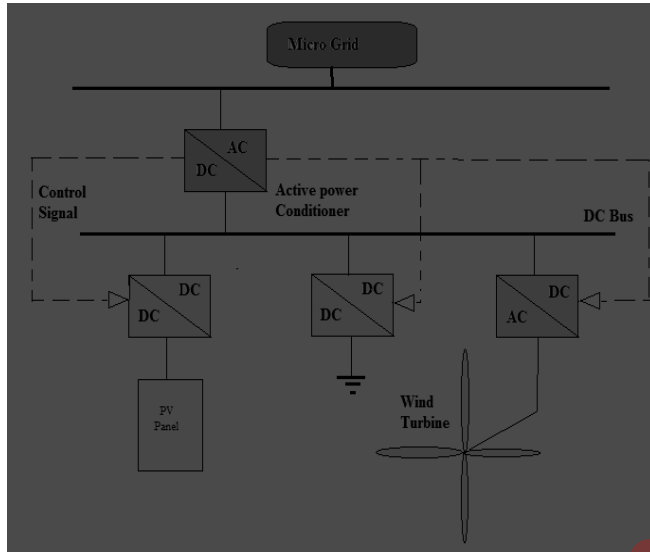 Micro Grid
AC
DC
Control
Signal
Active power
Conditioner
DC Bus
DC
DC
DC
DC
DC
AC
PV
Panel
Wind
Turbine